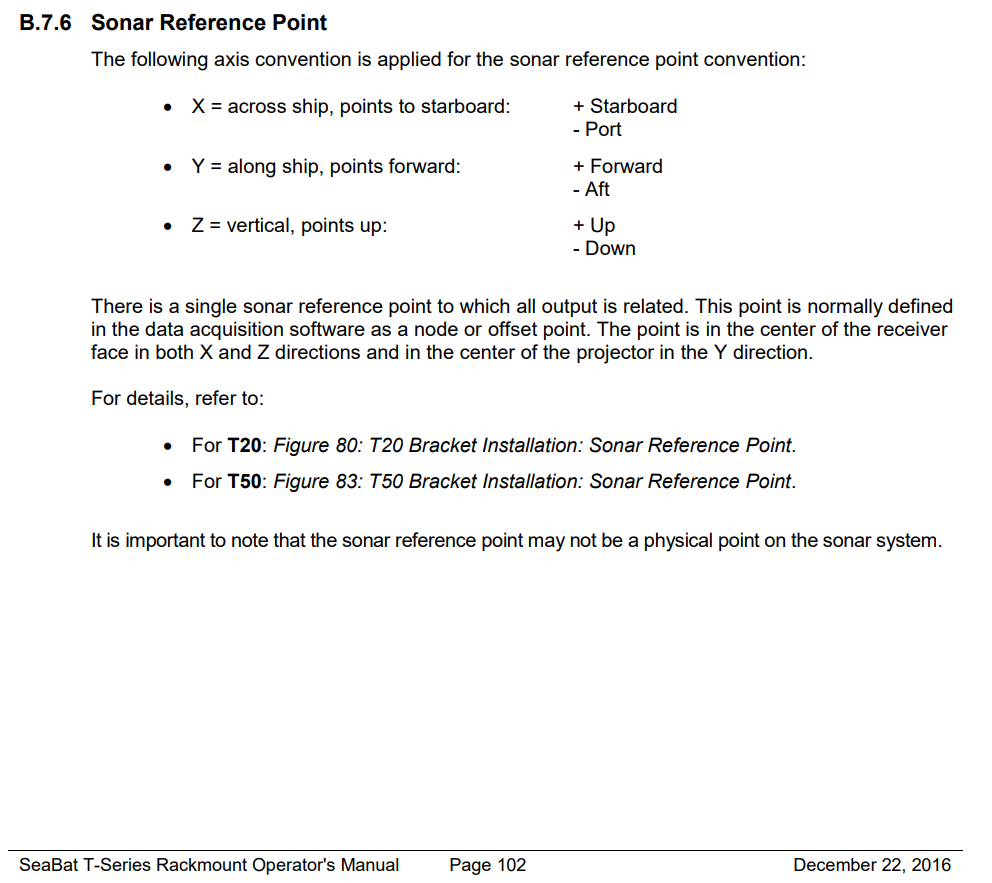 B.7.6 Sonar Reference Point
The following axis convention is applied for the sonar reference point convention:
• X = across ship, points to starboard: + Starboard
- Port
• Y = along ship, points forward: + Forward
- Aft
• Z = vertical, points up: + Up
- Down
There is a single sonar reference point to which all output is related. This point is normally defined
in the data acquisition software as a node or offset point. The point is in the center of the receiver
face in both X and Z directions and in the center of the projector in the Y direction.
For details, refer to:
• For T20: Figure 80: T20 Bracket Installation: Sonar Reference Point.
• For T50: Figure 83: T50 Bracket Installation: Sonar Reference Point.
It is important to note that the sonar reference point may not be a physical point on the sonar system.
SeaBat T-Series Rackmount Operator's Manual Page 102 December 22, 2016